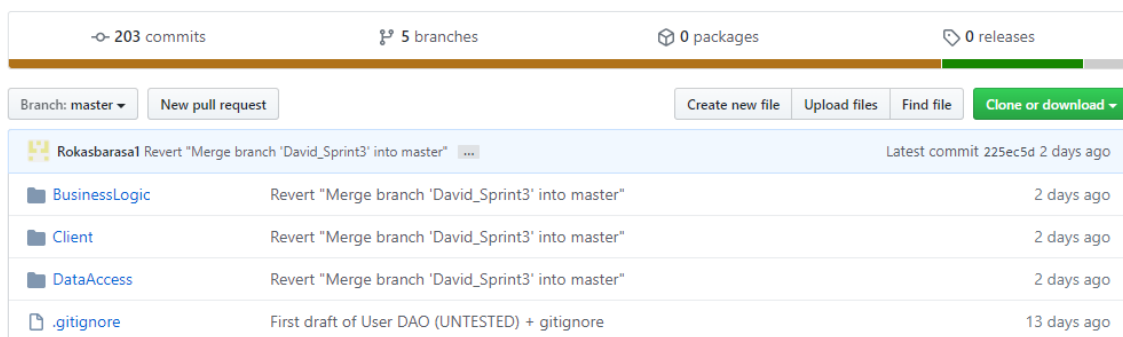 203 commits 5 branches 0 packages 0 releases
Branch: master New pull request Create new file Upload files Find file Clone or download
Rokasbarasa1 Revert "Merge branch 'David_Sprint3' into master" ... Latest commit 225ec5d 2 days ago
BusinessLogic Revert "Merge branch 'David_Sprint3' into master" 2 days ago
Client Revert "Merge branch 'David_Sprint3' into master" 2 days ago
DataAccess Revert "Merge branch 'David_Sprint3' into master" 2 days ago
.gitignore First draft of User DAO (UNTESTED) + gitignore 13 days ago